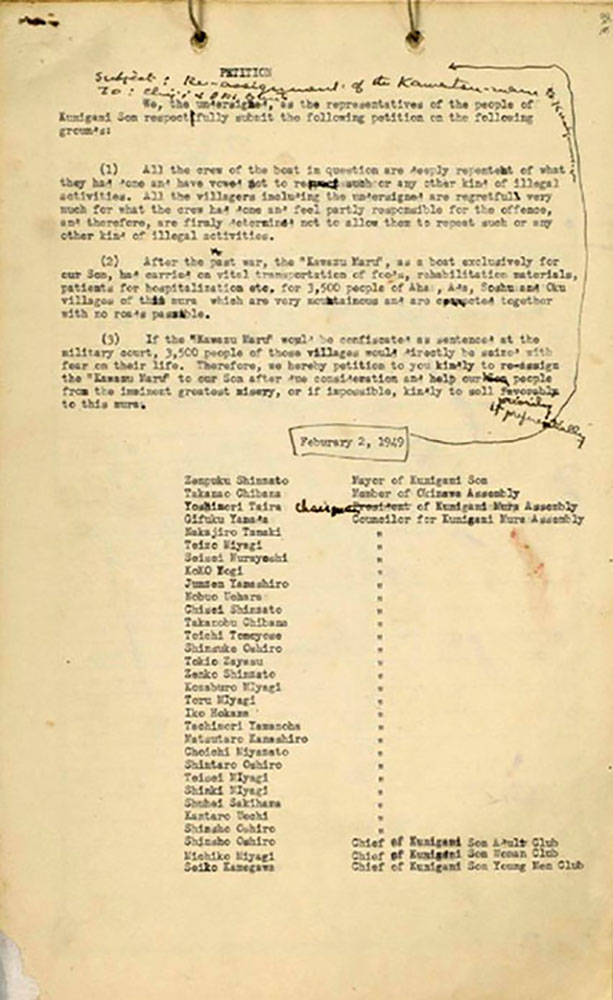 PETITION
Subject: Re-assignment of the Kawatsu-maru to Kunigami
To:
We, the undersigned, as the representatives of the people of
Kunigami Son respectfully submit the following petition on the following
grounds:
(1) All the crew of the boat in question are deeply repentent of what
they had done and have vowed not to repeat such or any other kind of illegal
activities. All the villagers including the undersigned are regretful very
much for what the crew had done and feel partly responsible for the offence,
and therefore, are firmly determined not to allow them to repeat such or any
other kind of illegal activities.
(2) After the past war, the "Kawazu Maru", as a boat exclusively for
our Son, had carried on vital transportation of foods, rehabilitation materials,
patients for hospitalization etc. for 3,500 people of Aha, Ada, Soshu and Oku
villages of this mura which are very mountainous and are connected together
with no roads passable.
(3) If the "Kawazu Maru" would be confiscated as sentenced at the
military court, 3,500 people of those villages would directly be seized with
fear on their life. Therefore, we hereby petition to you kindly to re-assign
the "Kawazu Maru" to our Son after due consideration and help our people
from the imminent greatest misery, or if impossible, kindly to sell favorably
to this mura.
preferentially
Feburary 2, 1949
Zenpuku Shinzato Mayor of Kunigami Son
Takanao Chibana Member of Okinawa Assembly
Yoshimori Taira chairman President of Kunigami Mura Assembly
Gifuku Yamada Councilor for Kunigami Mura Assembly
Nakajiro Tamaki "
Teizo Miyagi "
Seisei Murayoshi "
KoKO Nogi "
Junzen Yamashiro "
Nobuo Uehara "
Chisei Shinzato "
Takanobu Chibana "
Teichi Tomoyose "
Shinsuke Oshiro "
Tokio Zayasu "
Zenko Shinzato "
Kosaburo MIyagi "
Toru MIyagi "
Iko Hokama "
Tachimori Yamanoha "
Matsutaro Kaneshiro "
Choichi Miyazato "
Shintaro Oshiro "
Teisei MIyagi "
Shinki MIyagi "
Shuhei Sakihama "
Kantaro Uechi "
Shinsho Oshiro "
Shinsho Oshiro Chief of Kunigami Son Adult Club
Michiko Miyagi Chief of Kunigami Son Woman Club
Seiko Kamegawa Chief of Kunigami Son Young Men Club